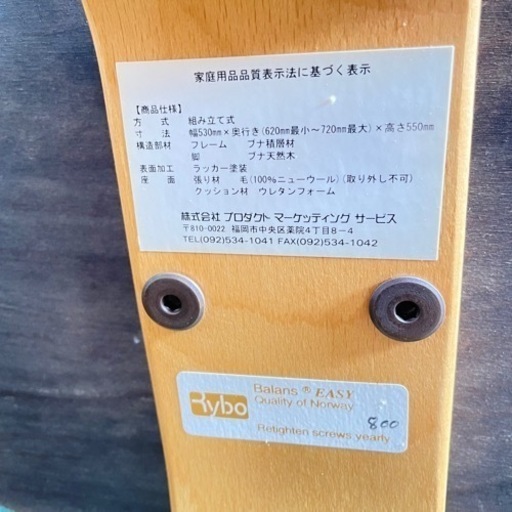 家庭用品品質表示法に基づく表示
【商品仕様】
方 式 組み立て式
寸 法 幅530mm×奥行き(620mm最小～720mm最大)×高さ550mm
構造部材 フレーム ブナ積層材
脚 ブナ天然木
表面加工 ラッカー塗装
座 面 張り材 毛(100%ニューウール)(取り外し不可)
クッション材 ウレタンフォーム
株式会社 プロダクト マーケッティング サービス
〒810-0022 福岡市中央区薬院4丁目8-4
TEL(092)534-1041 FAX(092)534-1042
Rybo
Balans ® EASY
Quality of Norway
800
Retighten screws yearly